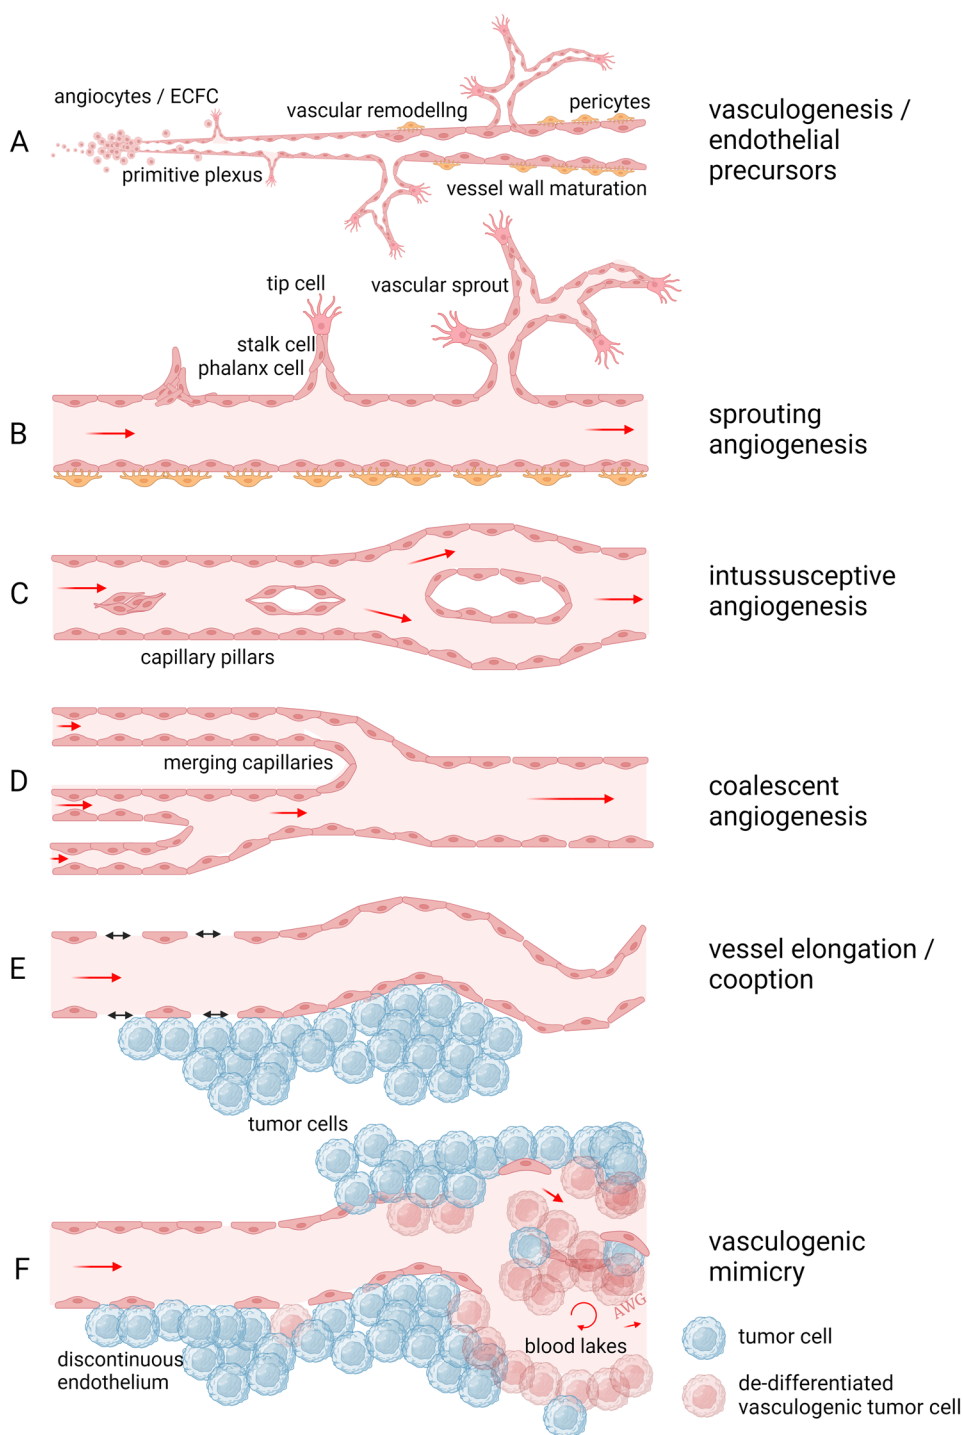 A
angiocytes / ECFC
vascular remodellng
pericytes
primitive plexus
vessel wall maturation
vasculogenesis /
endothelial
precursors
B
tip cell
vascular sprout
stalk cell
phalanx cell
sprouting
angiogenesis
C
capillary pillars
intussusceptive
angiogenesis
D
merging capillaries
coalescent
angiogenesis
E
tumor cells
vessel elongation /
cooption
F
discontinuous
endothelium
AWG
blood lakes
vasculogenic
mimicry
tumor cell
de-differentiated
vasculogenic tumor cell